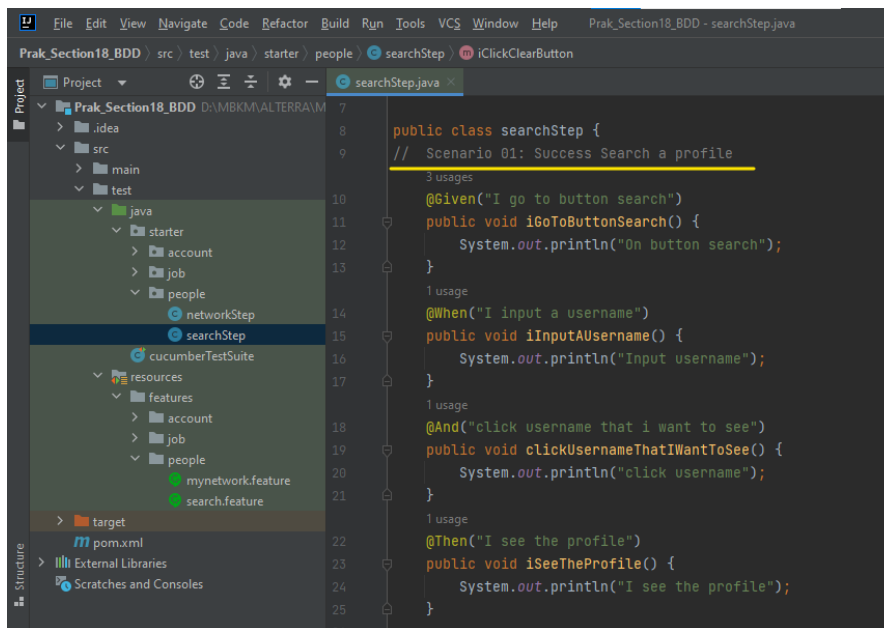 File Edit View Navigate Code Refactor Build Run Tools VCS Window Help Prak_Section18_BDD - searchStep.java
Prak_Section18_BDD 〉 src 〉 test 〉 java 〉 starter 〉 people 〉 searchStep 〉 iClickClearButton
Project
Structure
Project
Prak_Section18_BDD D:\MBKM\ALTERRA\M
.idea
src
main
test
java
starter
account
job
people
networkStep
searchStep
cucumberTestSuite
resources
features
account
job
people
mynetwork.feature
search.feature
target
pom.xml
External Libraries
Scratches and Consoles
searchStep.java
7
8 public class searchStep {
9 // Scenario 01: Success Search a profile
3 usages
10 @Given("I go to button search")
11 public void iGoToButtonSearch() {
12 System.out.println("On button search");
13 }
1 usage
14 @When("I input a username")
15 public void iInputAUsername() {
16 System.out.println("Input username");
17 }
1 usage
18 @And("click username that i want to see")
19 public void clickUsernameThatIWantToSee() {
20 System.out.println("click username");
21 }
1 usage
22 @Then("I see the profile")
23 public void iSeeTheProfile() {
24 System.out.println("I see the profile");
25 }